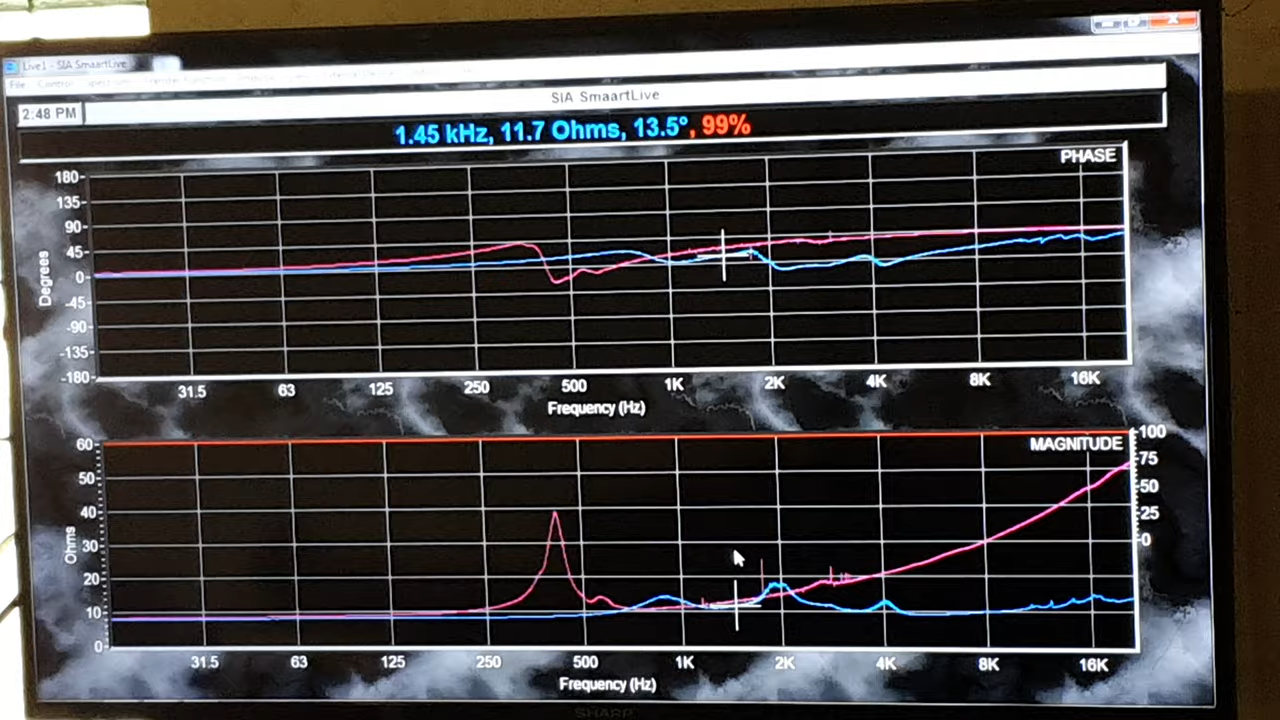 Live1 - SIA SmaartLive
File Control
2:48 PM
SIA SmaartLive
1.45 kHz, 11.7 Ohms, 13.5°, 99%
PHASE
180
135
90
45
0
-45
-90
-135
-180
Degrees
31.5 63 125 250 500 1K 2K 4K 8K 16K
Frequency (Hz)
MAGNITUDE
60
50
40
30
20
10
0
Ohms
100
75
50
25
0
31.5 63 125 250 500 1K 2K 4K 8K 16K
Frequency (Hz)
SHARP